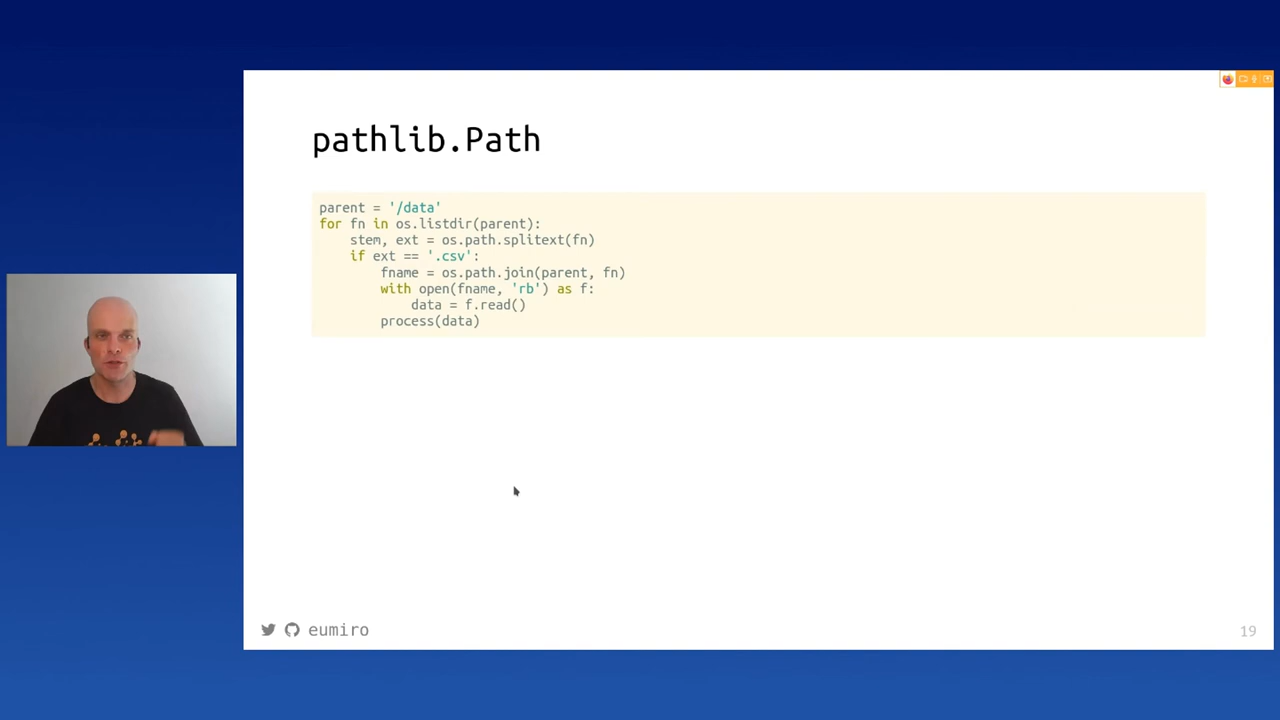 pathlib.Path
parent = '/data'
for fn in os.listdir(parent):
    stem, ext = os.path.splitext(fn)
    if ext == '.csv':
        fname = os.path.join(parent, fn)
        with open(fname, 'rb') as f:
            data = f.read()
        process(data)
eumiro
19